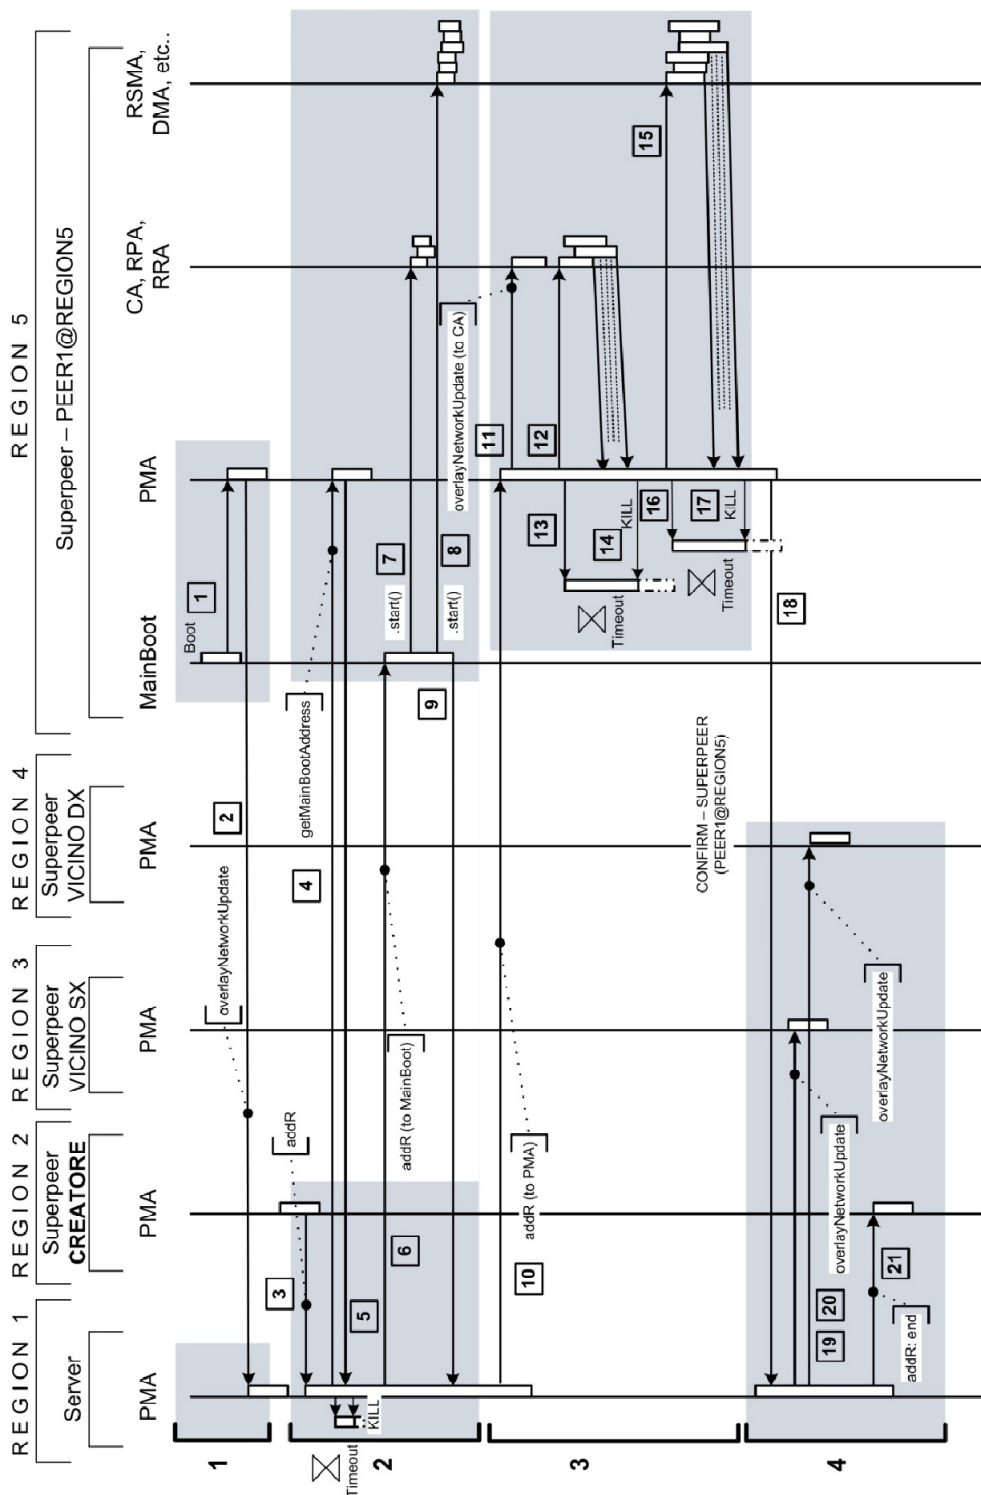 REGION 1
REGION 2
REGION 3
REGION 4
REGION 5
Server
Superpeer
CREATORE
Superpeer
VICINO SX
Superpeer
VICINO DX
Superpeer – PEER1@REGION5
PMA
PMA
PMA
PMA
MainBoot
PMA
CA, RPA,
RRA
RSMA,
DMA, etc..
1
Boot
1
overlayNetworkUpdate
2
2
addR
3
getMainBootAddress
4
5
Timeout
KILL
addR (to MainBoot)
6
.start()
7
.start()
8
9
3
addR (to PMA)
10
overlayNetworkUpdate (to CA)
11
12
13
Timeout
14
KILL
15
16
Timeout
17
KILL
18
CONFIRM – SUPERPEER
(PEER1@REGION5)
4
19
20
overlayNetworkUpdate
overlayNetworkUpdate
21
addR: end